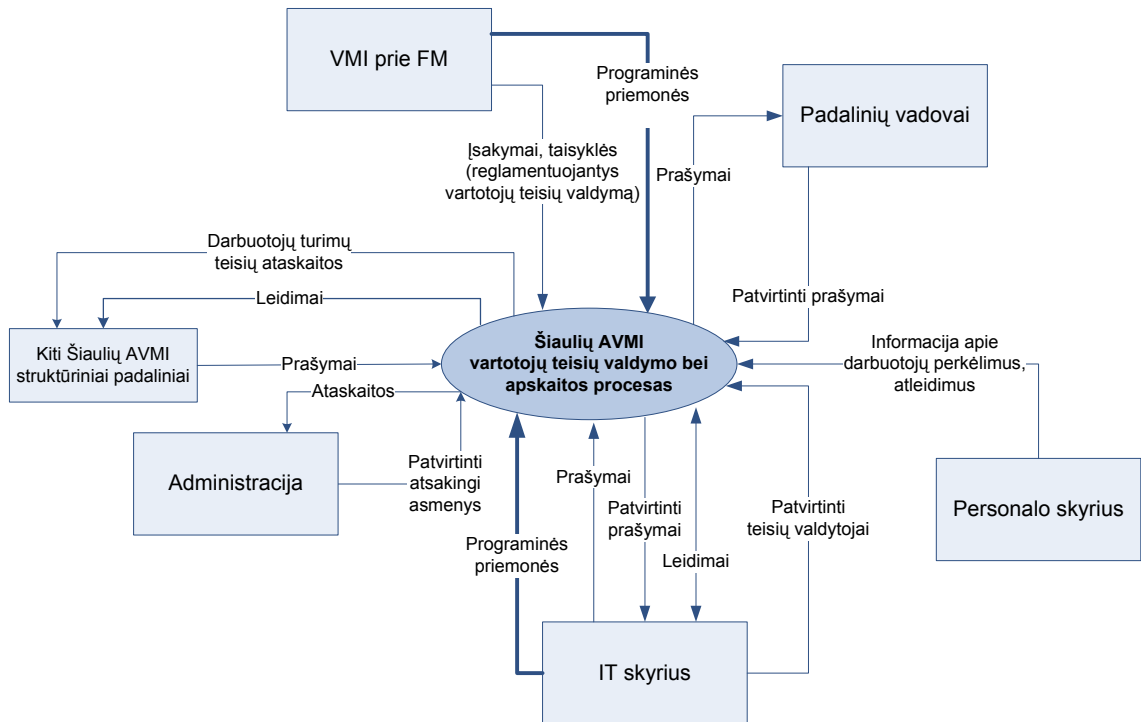 VMI prie FM
Programinės
priemonės
Padalinių vadovai
Įsakymai, taisyklės
(reglamentuojantys
vartotojų teisių valdymą)
Prašymai
Darbuotojų turimų
teisių ataskaitos
Leidimai
Patvirtinti prašymai
Kiti Šiaulių AVMI
struktūriniai padaliniai
Prašymai
Šiaulių AVMI
vartotojų teisių valdymo bei
apskaitos procesas
Informacija apie
darbuotojų perkėlimus,
atleidimus
Ataskaitos
Administracija
Patvirtinti
atsakingi
asmenys
Prašymai
Patvirtinti
prašymai
Patvirtinti
teisių valdytojai
Personalo skyrius
Programinės
priemonės
Leidimai
IT skyrius